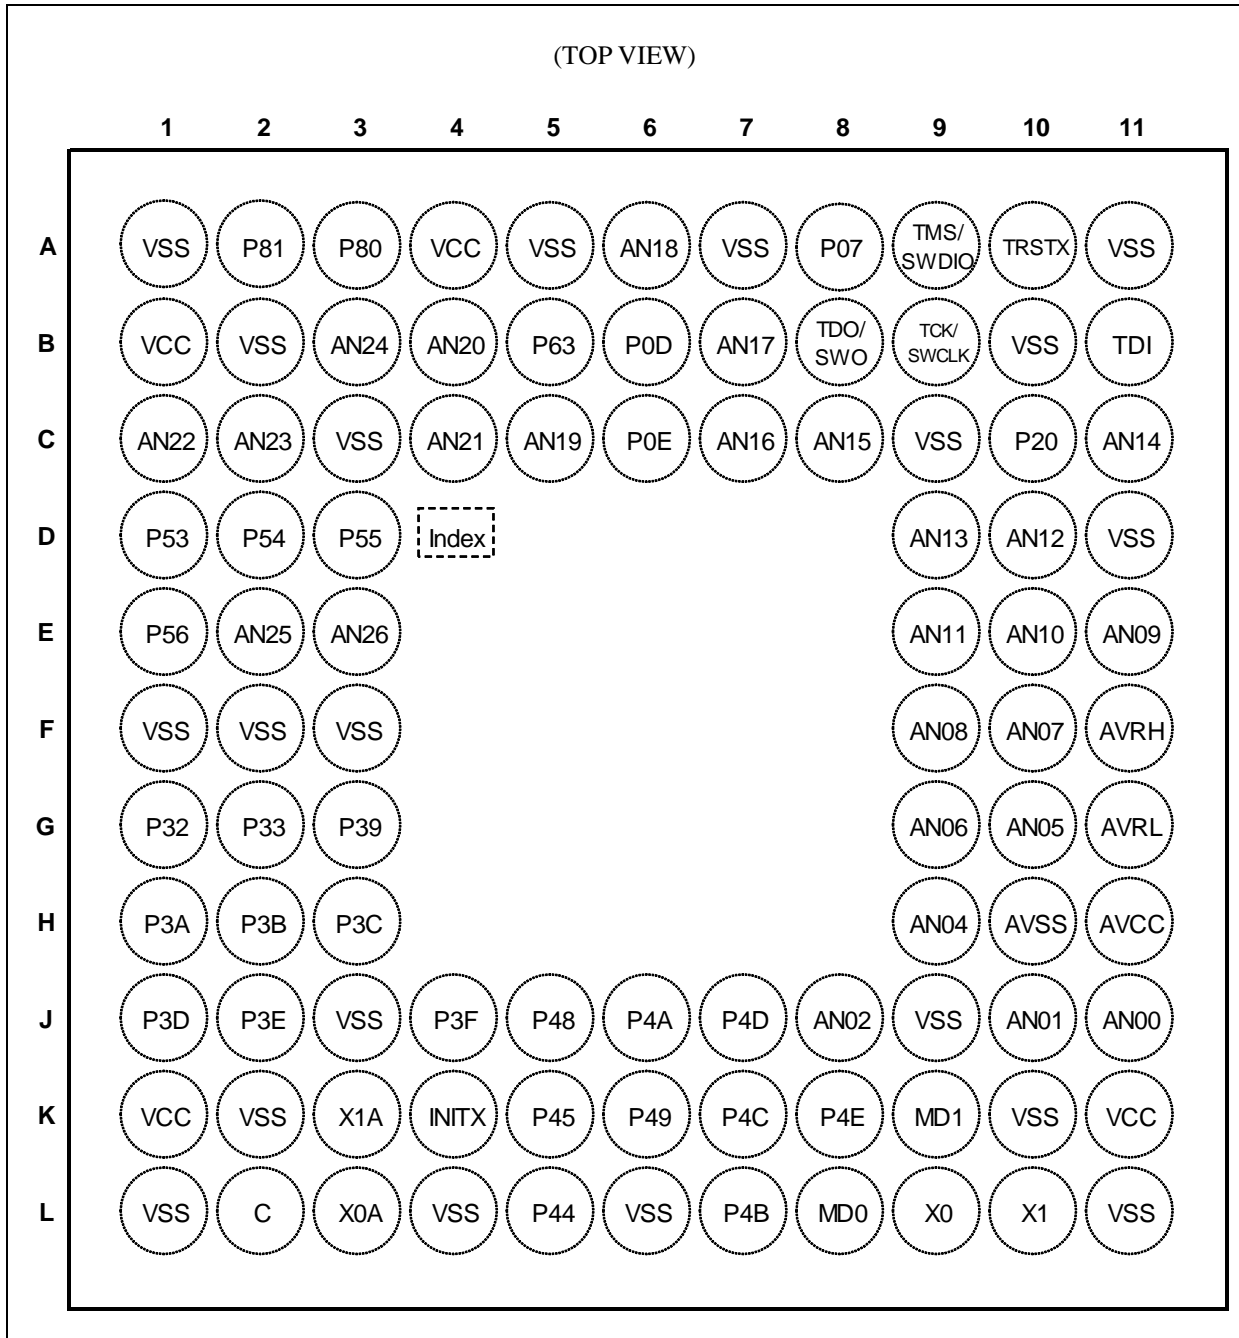 (TOP VIEW)
1 2 3 4 5 6 7 8 9 10 11
A VSS P81 P80 VCC VSS AN18 VSS P07 TMS/ SWDIO TRSTX VSS
B VCC VSS AN24 AN20 P63 P0D AN17 TDO/ SWO TCK/ SWCLK VSS TDI
C AN22 AN23 VSS AN21 AN19 P0E AN16 AN15 VSS P20 AN14
D P53 P54 P55 Index AN13 AN12 VSS
E P56 AN25 AN26 AN11 AN10 AN09
F VSS VSS VSS AN08 AN07 AVRH
G P32 P33 P39 AN06 AN05 AVRL
H P3A P3B P3C AN04 AVSS AVCC
J P3D P3E VSS P3F P48 P4A P4D AN02 VSS AN01 AN00
K VCC VSS X1A INITX P45 P49 P4C P4E MD1 VSS VCC
L VSS C X0A VSS P44 VSS P4B MD0 X0 X1 VSS